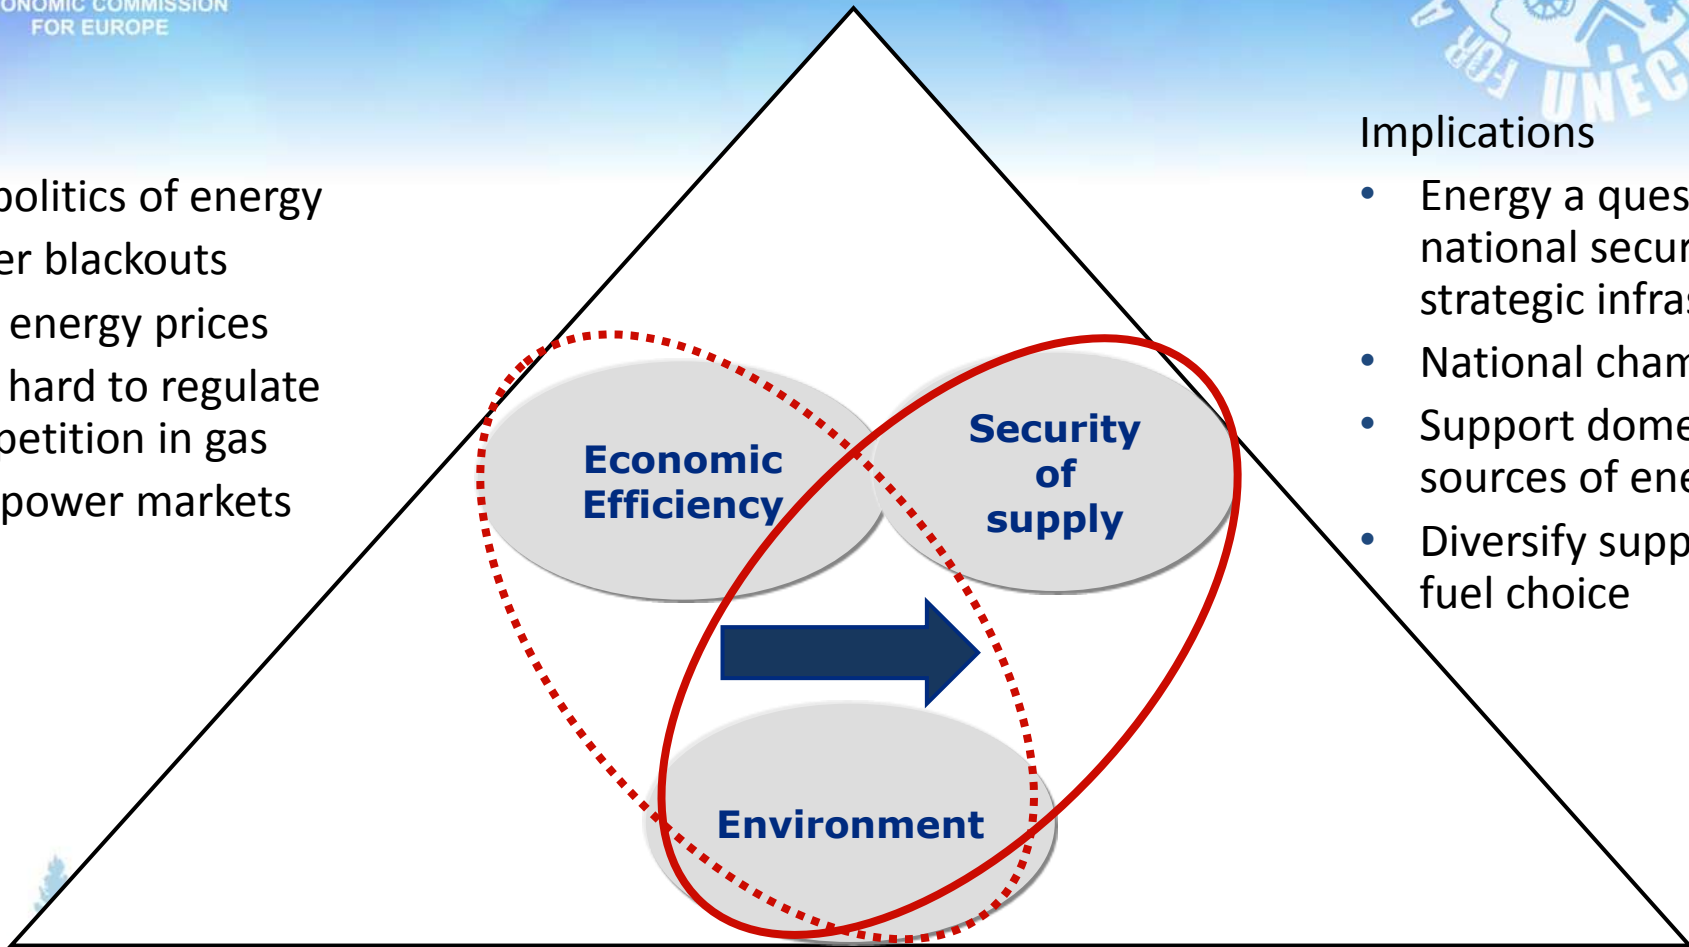 ONOMIC COMMISSION
FOR EUROPE
FOR A
UNEC
politics of energy
er blackouts
energy prices
hard to regulate
petition in gas
power markets
Implications
• Energy a ques
national secur
strategic infras
• National cham
• Support dome
sources of ene
• Diversify supp
fuel choice
Economic
Efficiency
Security
of
supply
Environment